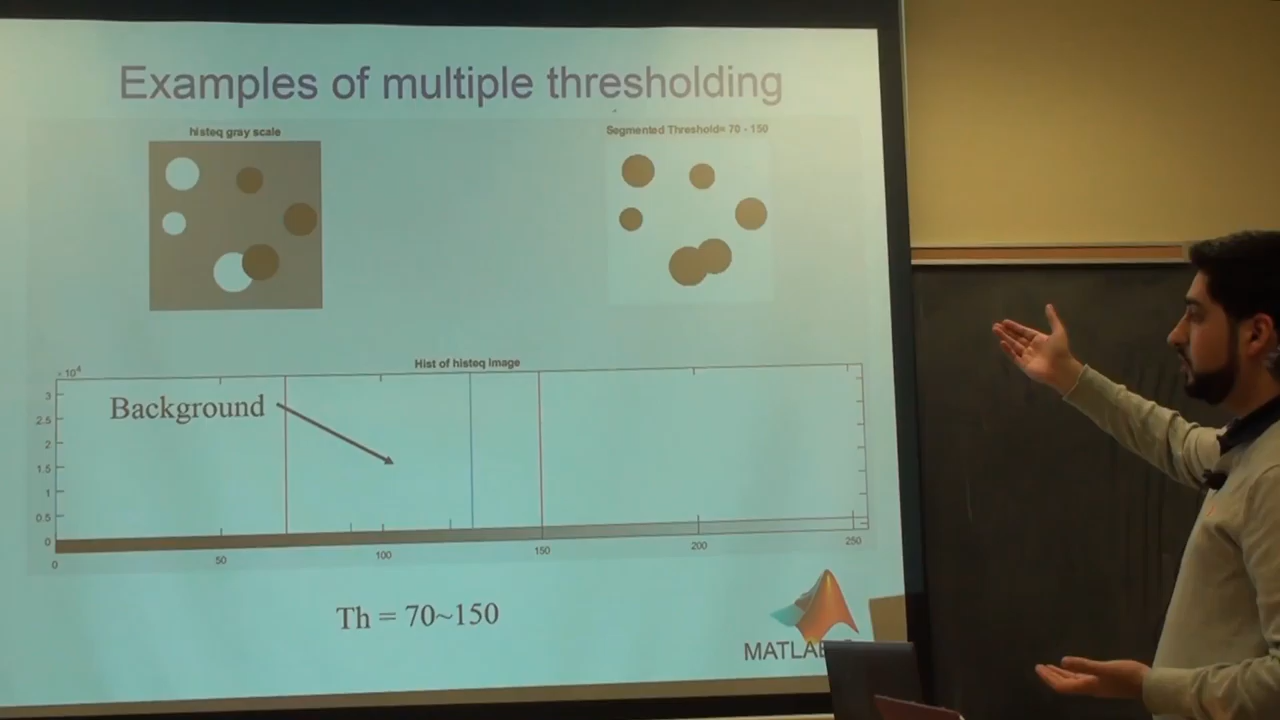 Examples of multiple thresholding
histeq gray scale
Segmented Threshold= 70 - 150
Hist of histeq image
× 10⁴
3
2.5
2
1.5
1
0.5
0
Background
0
50
100
150
200
250
Th = 70~150